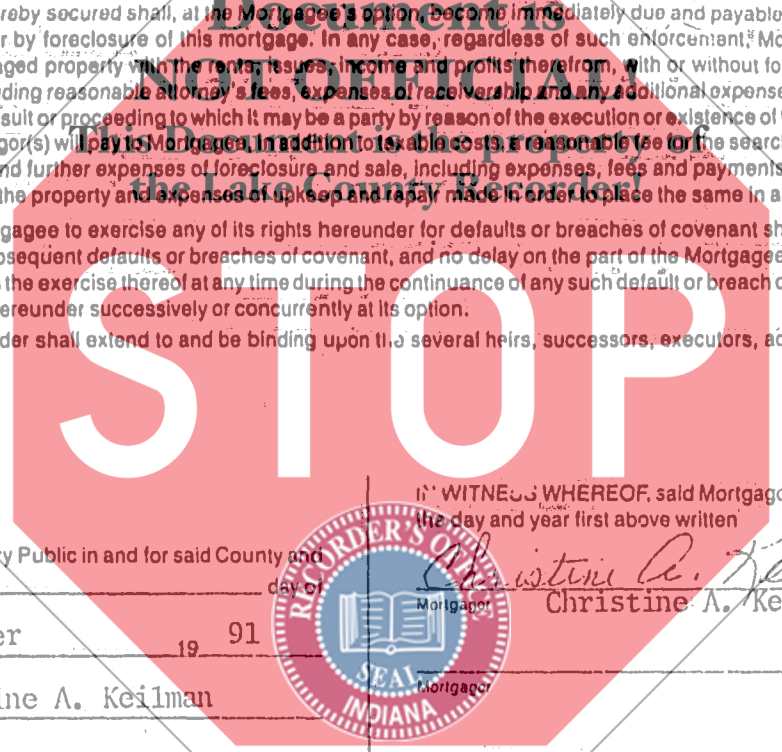 reby secured shall, at the Mortgagee's option, become immediately due and payable
Document is
r by foreclosure of this mortgage. In any case, regardless of such enforcement, Mo
aged property with the rents, issues, income and profits therefrom, with or without fo
NOT OFFICIAL!
ding reasonable attorney's fees, expenses of receivership and any additional expense
suit or proceeding to which it may be a party by reason of the execution or existence of
This Document is the property of
gor(s) will pay to Mortgagee, in addition to taxable costs, a reasonable fee for the searc
nd further expenses of foreclosure and sale, including expenses, fees and payments
the Lake County Recorder!
the property and expenses of upkeep and repair made in order to place the same in a
gagee to exercise any of its rights hereunder for defaults or breaches of covenant sh
bsequent defaults or breaches of covenant, and no delay on the part of the Mortgagee
s the exercise thereof at any time during the continuance of any such default or breach o
ereunder successively or concurrently at its option.
der shall extend to and be binding upon the several heirs, successors, executors, ad
STOP
IN WITNESS WHEREOF, said Mortgago
the day and year first above written
y Public in and for said County and
day of
Christine A. Ke
Mortgagor Christine A. Ke
er 19 91
RECORDER'S OFFICE
SEAL
INDIANA
Mortgagor
ine A. Keilman